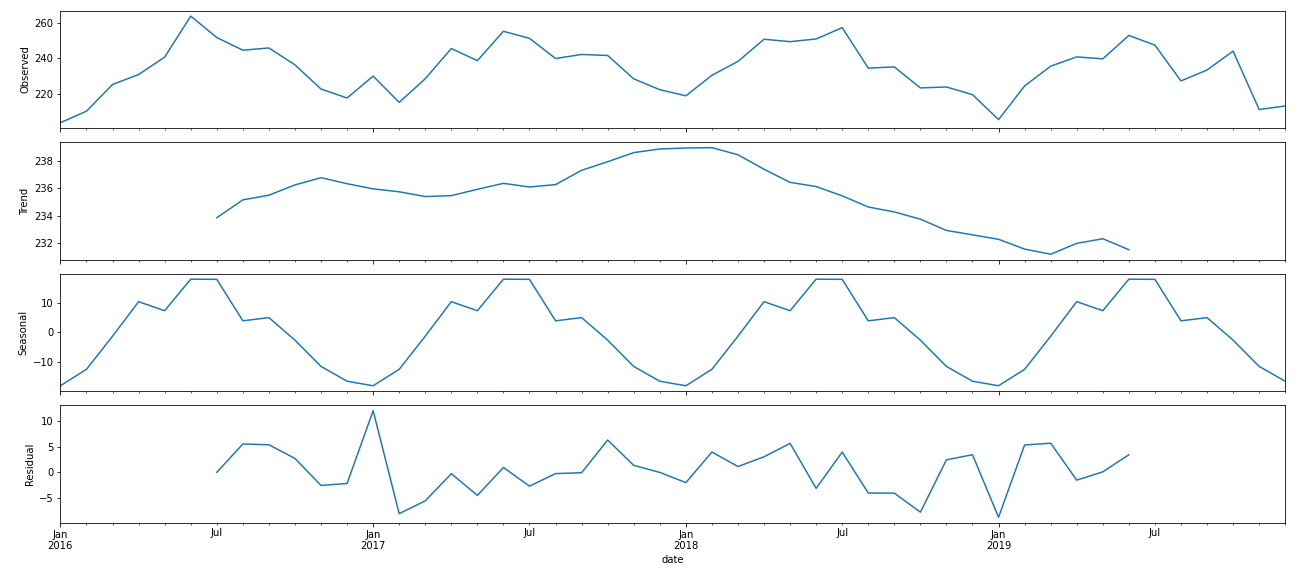 260
240
220
Observed
238
236
234
232
Trend
10
0
−10
Seasonal
10
5
0
−5
Residual
Jan Jul Jan Jul Jan Jul Jan Jul
2016 2017 2018 2019
date